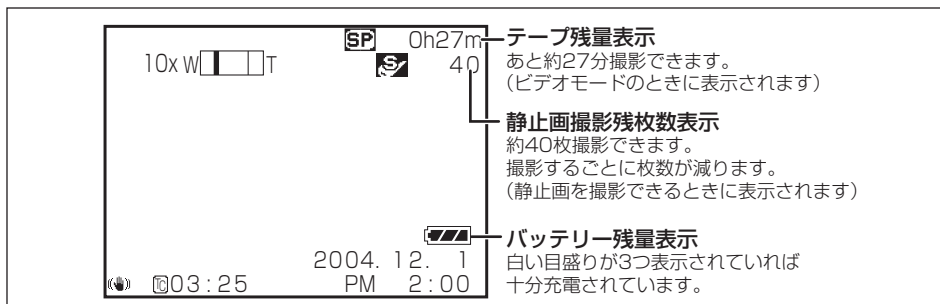 SP 0h27m
10x W T S 40
2004. 12. 1
TC 03:25 PM 2:00
テープ残量表示
あと約27分撮影できます。
(ビデオモードのときに表示されます)
静止画撮影残枚数表示
約40枚撮影できます。
撮影するごとに枚数が減ります。
(静止画を撮影できるときに表示されます)
バッテリー残量表示
白い目盛りが3つ表示されていれば
十分充電されています。